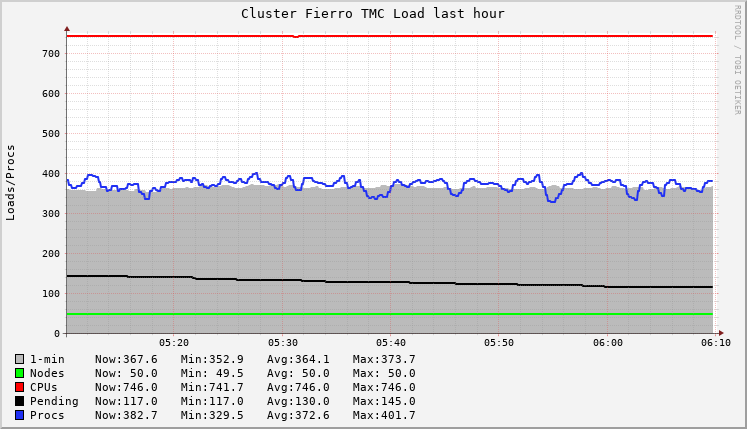 Cluster Fierro TMC Load last hour
RRDTOOL / TOBI OETIKER
Loads/Procs
700
600
500
400
300
200
100
0
05:20 05:30 05:40 05:50 06:00 06:10
1-min Now:367.6 Min:352.9 Avg:364.1 Max:373.7
Nodes Now: 50.0 Min: 49.5 Avg: 50.0 Max: 50.0
CPUs Now:746.0 Min:741.7 Avg:746.0 Max:746.0
Pending Now:117.0 Min:117.0 Avg:130.0 Max:145.0
Procs Now:382.7 Min:329.5 Avg:372.6 Max:401.7